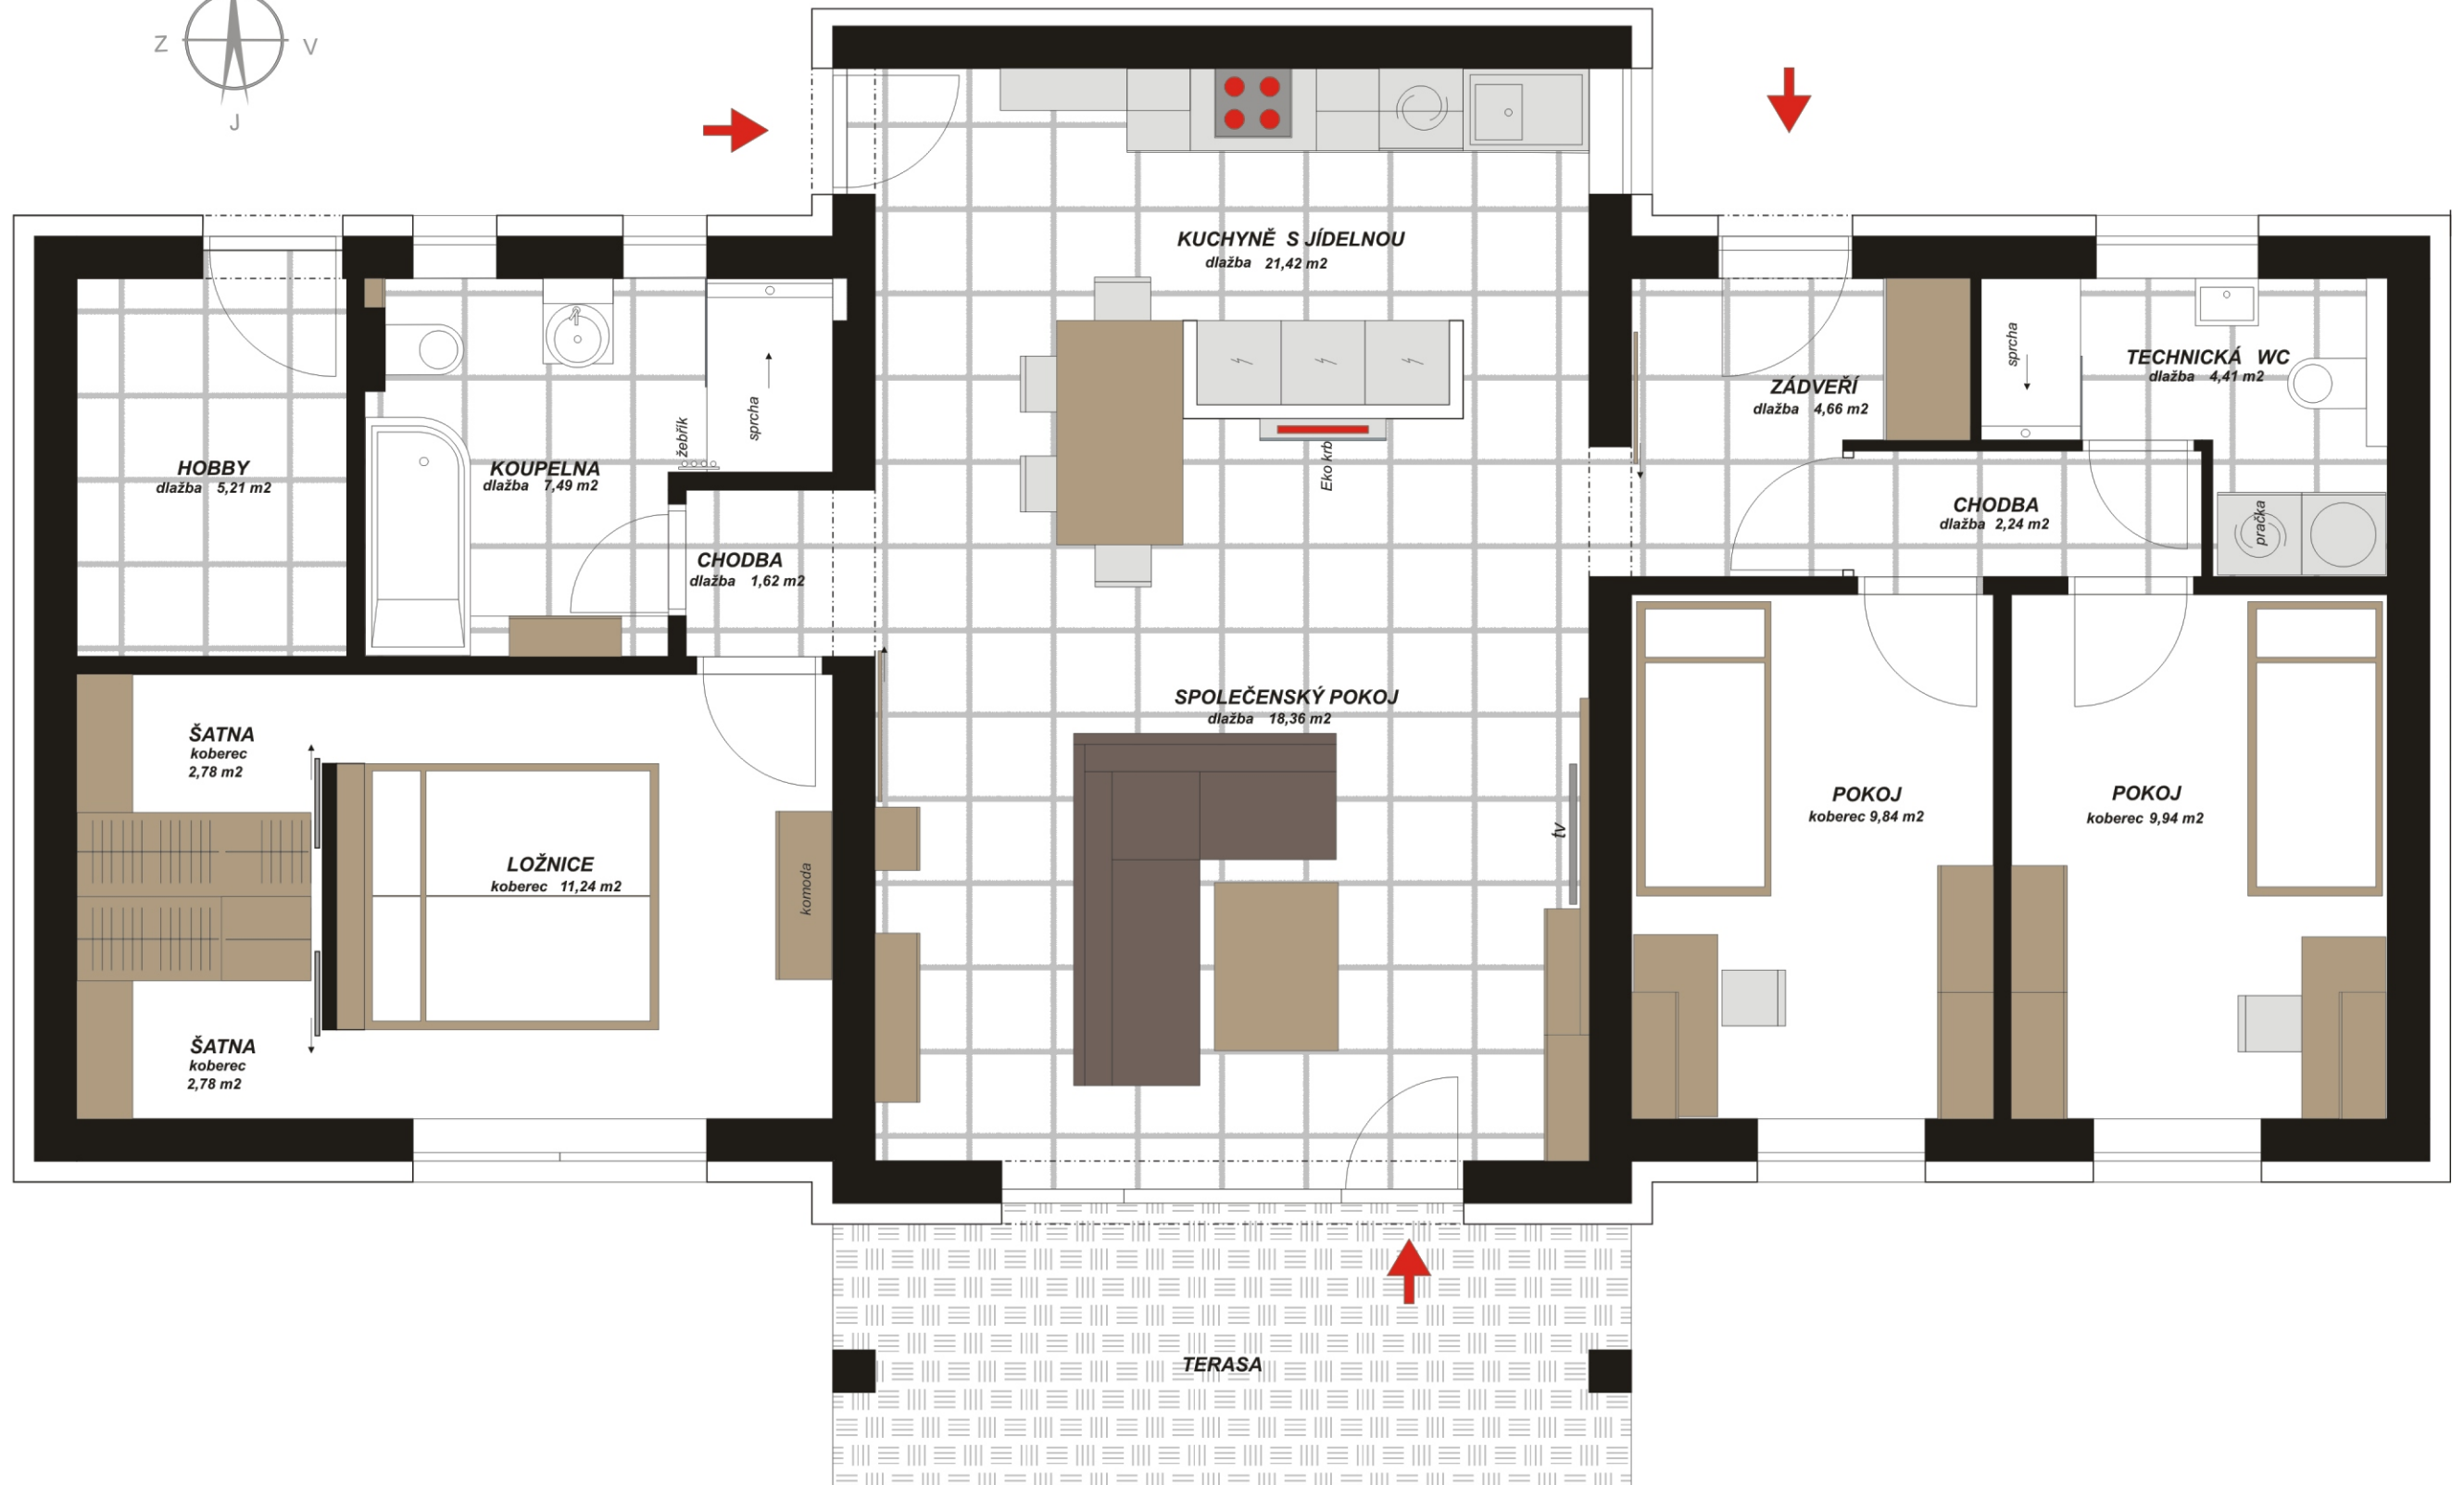 Z
V
J
KUCHYNĚ S JÍDELNOU
dlažba 21,42 m2
HOBBY
dlažba 5,21 m2
KOUPELNA
dlažba 7,49 m2
žebřík
sprcha
CHODBA
dlažba 1,62 m2
Eko krb
ZÁDVEŘÍ
dlažba 4,66 m2
sprcha
TECHNICKÁ WC
dlažba 4,41 m2
CHODBA
dlažba 2,24 m2
pračka
SPOLEČENSKÝ POKOJ
dlažba 18,36 m2
tv
ŠATNA
koberec
2,78 m2
LOŽNICE
koberec 11,24 m2
komoda
ŠATNA
koberec
2,78 m2
POKOJ
koberec 9,84 m2
POKOJ
koberec 9,94 m2
TERASA